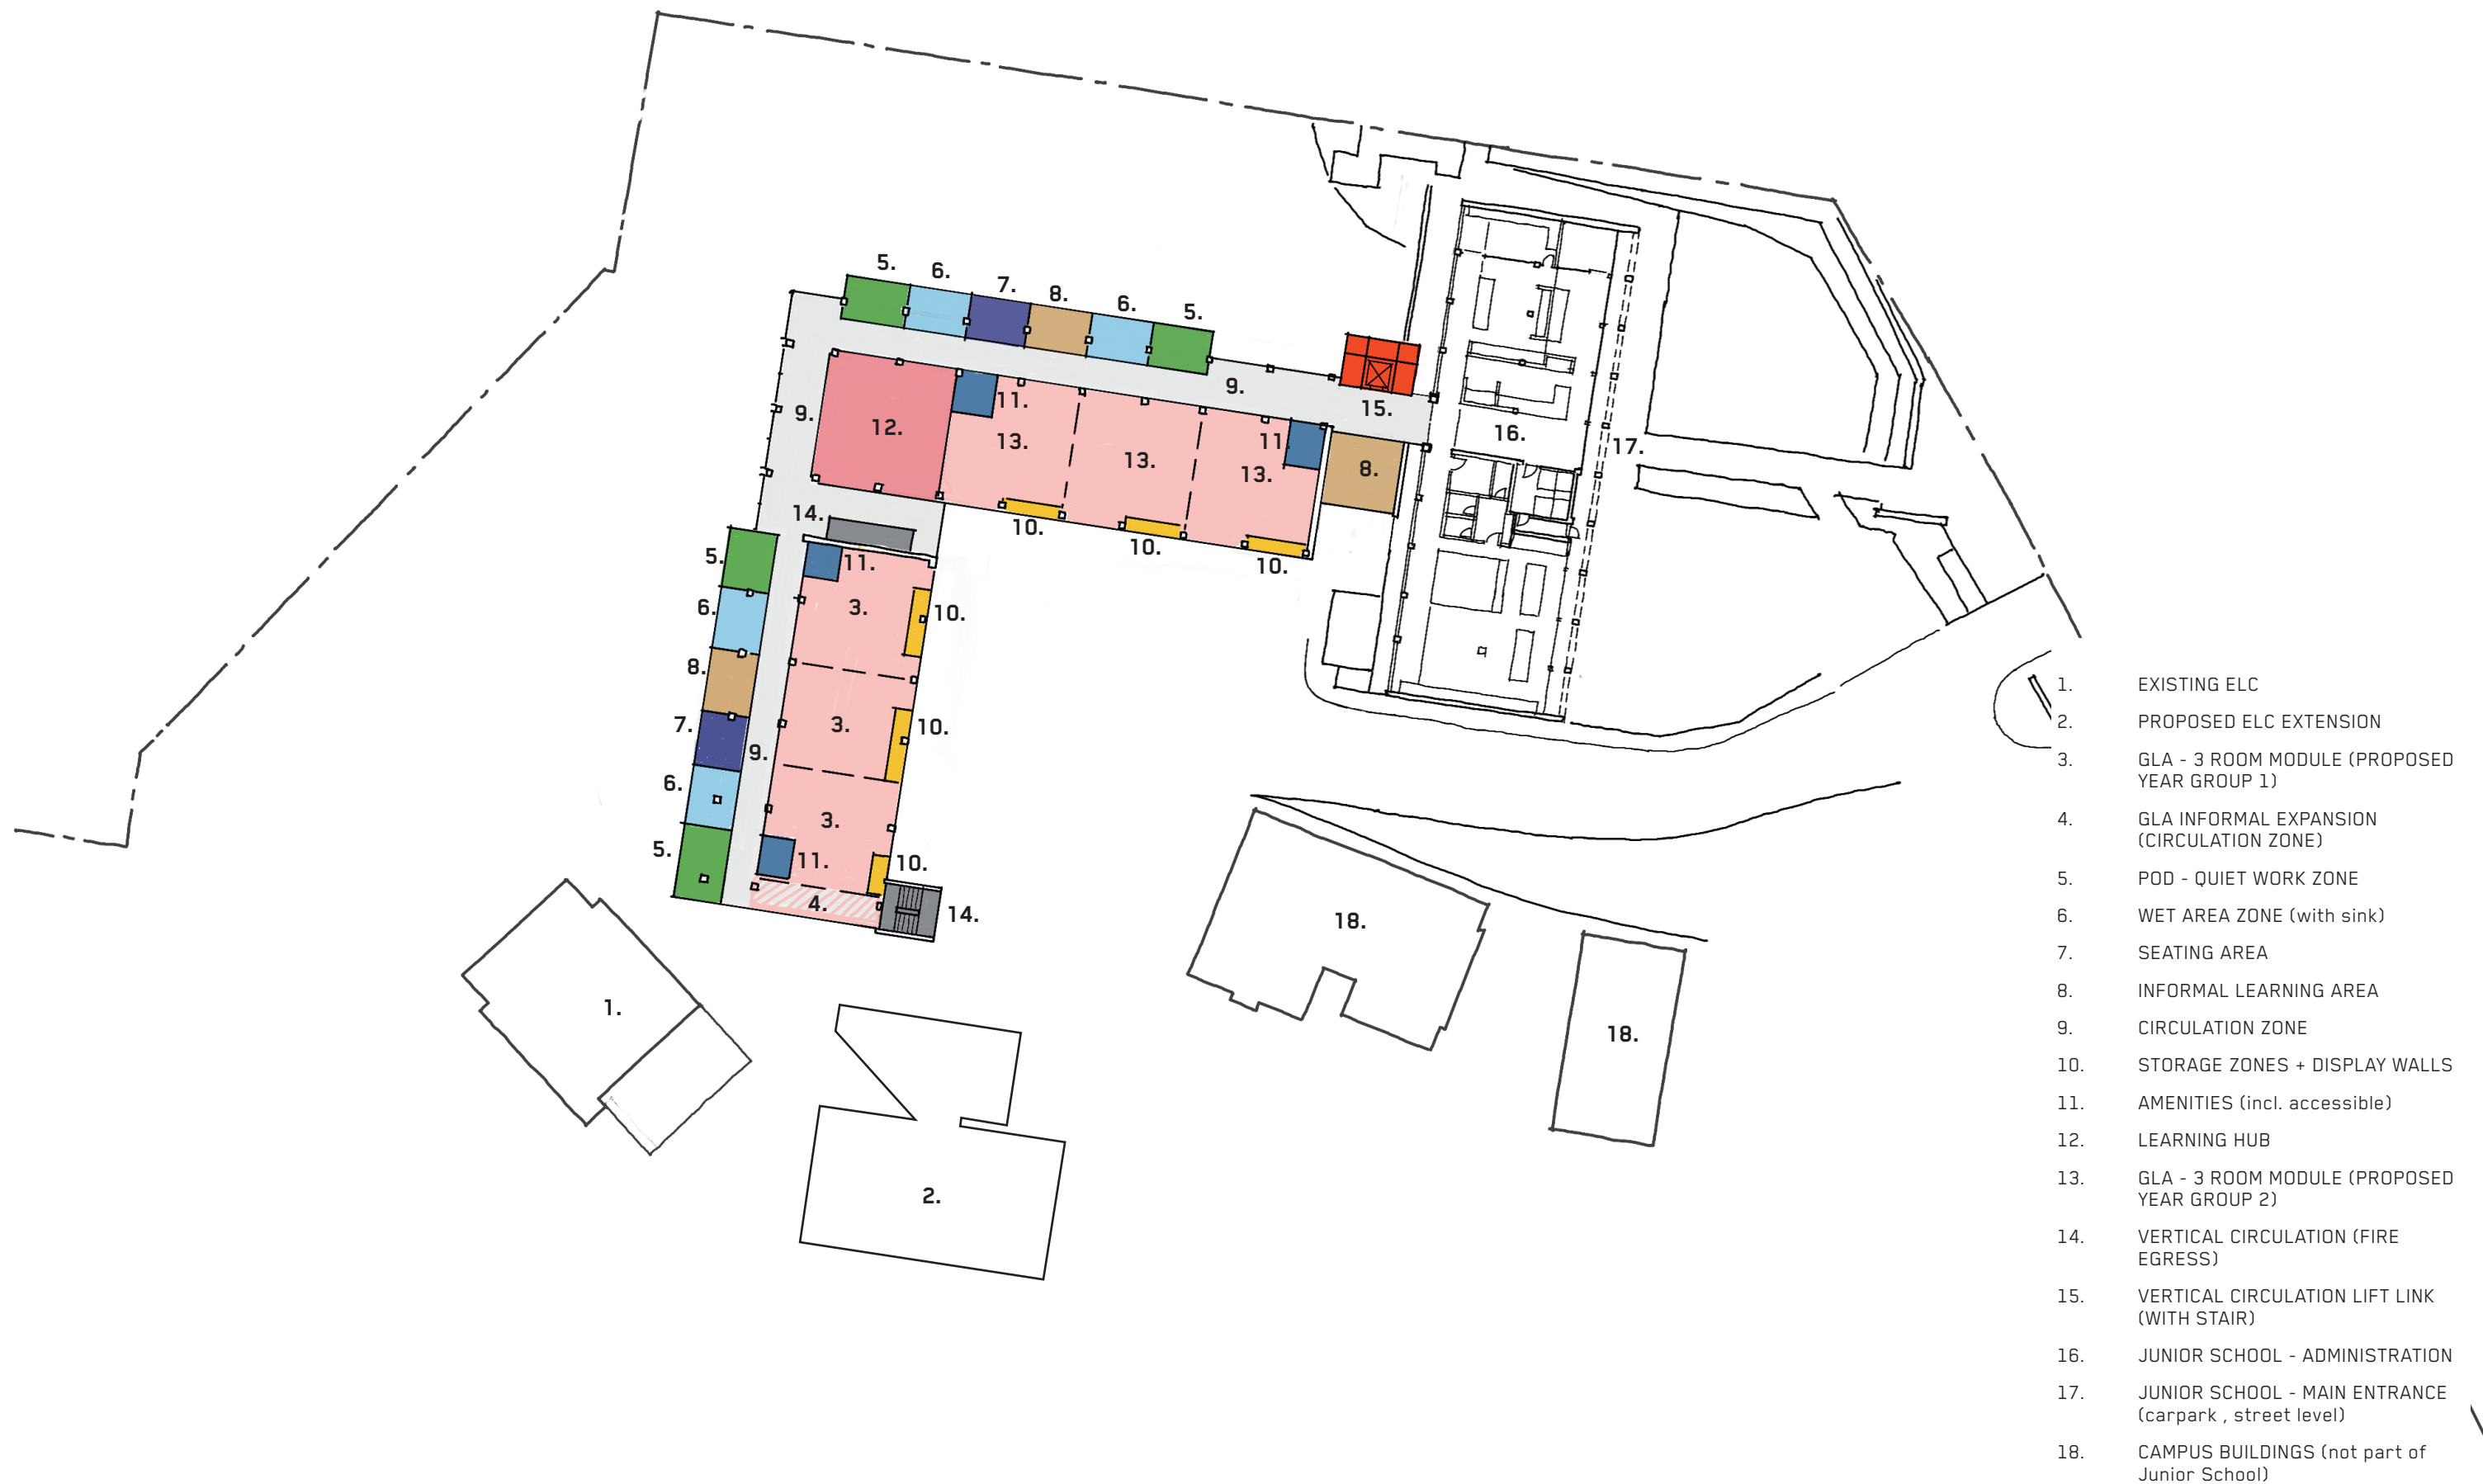 5.
6.
7.
8.
6.
5.
9.
15.
9.
12.
11.
13.
13.
11.
13.
8.
16.
17.
14.
10.
10.
10.
5.
11.
6.
3.
10.
8.
7.
9.
3.
10.
6.
3.
5.
11.
10.
4.
14.
18.
18.
1.
2.
1. EXISTING ELC
2. PROPOSED ELC EXTENSION
3. GLA - 3 ROOM MODULE (PROPOSED
YEAR GROUP 1)
4. GLA INFORMAL EXPANSION
(CIRCULATION ZONE)
5. POD - QUIET WORK ZONE
6. WET AREA ZONE (with sink)
7. SEATING AREA
8. INFORMAL LEARNING AREA
9. CIRCULATION ZONE
10. STORAGE ZONES + DISPLAY WALLS
11. AMENITIES (incl. accessible)
12. LEARNING HUB
13. GLA - 3 ROOM MODULE (PROPOSED
YEAR GROUP 2)
14. VERTICAL CIRCULATION (FIRE
EGRESS)
15. VERTICAL CIRCULATION LIFT LINK
(WITH STAIR)
16. JUNIOR SCHOOL - ADMINISTRATION
17. JUNIOR SCHOOL - MAIN ENTRANCE
(carpark , street level)
18. CAMPUS BUILDINGS (not part of
Junior School)